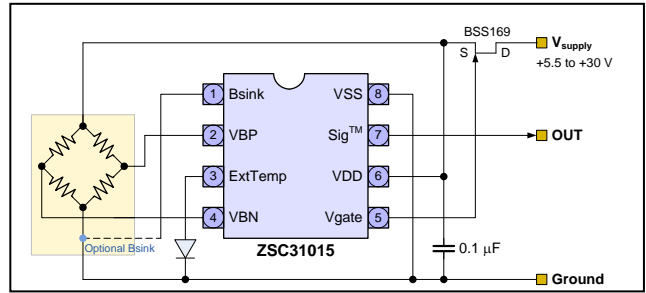 BSS169
S D
V_supply
+5.5 to +30 V
1 Bsink VSS 8
2 VBP Sig™ 7
OUT
3 ExtTemp VDD 6
4 VBN Vgate 5
Optional Bsink
ZSC31015
0.1 µF
Ground